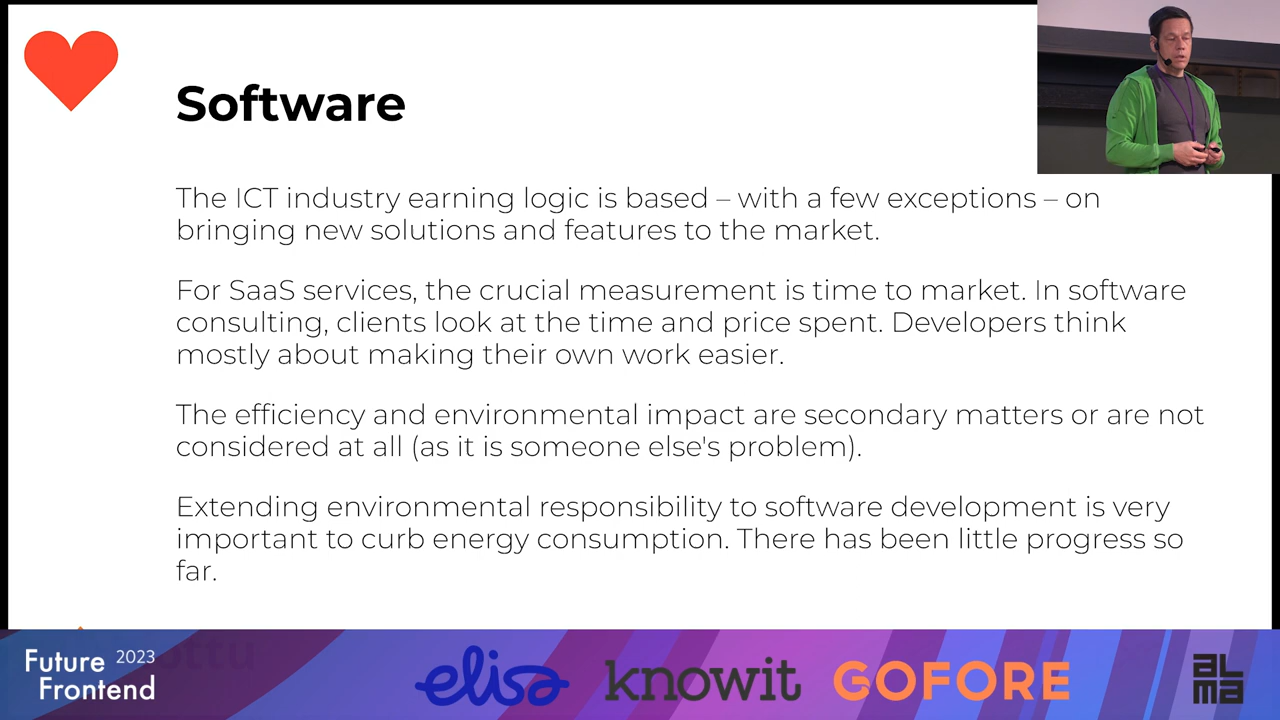 Software
The ICT industry earning logic is based – with a few exceptions – on
bringing new solutions and features to the market.
For SaaS services, the crucial measurement is time to market. In software
consulting, clients look at the time and price spent. Developers think
mostly about making their own work easier.
The efficiency and environmental impact are secondary matters or are not
considered at all (as it is someone else's problem).
Extending environmental responsibility to software development is very
important to curb energy consumption. There has been little progress so
far.
Future 2023
Frontend
elisa
knowit
GOFORE
aL
ma